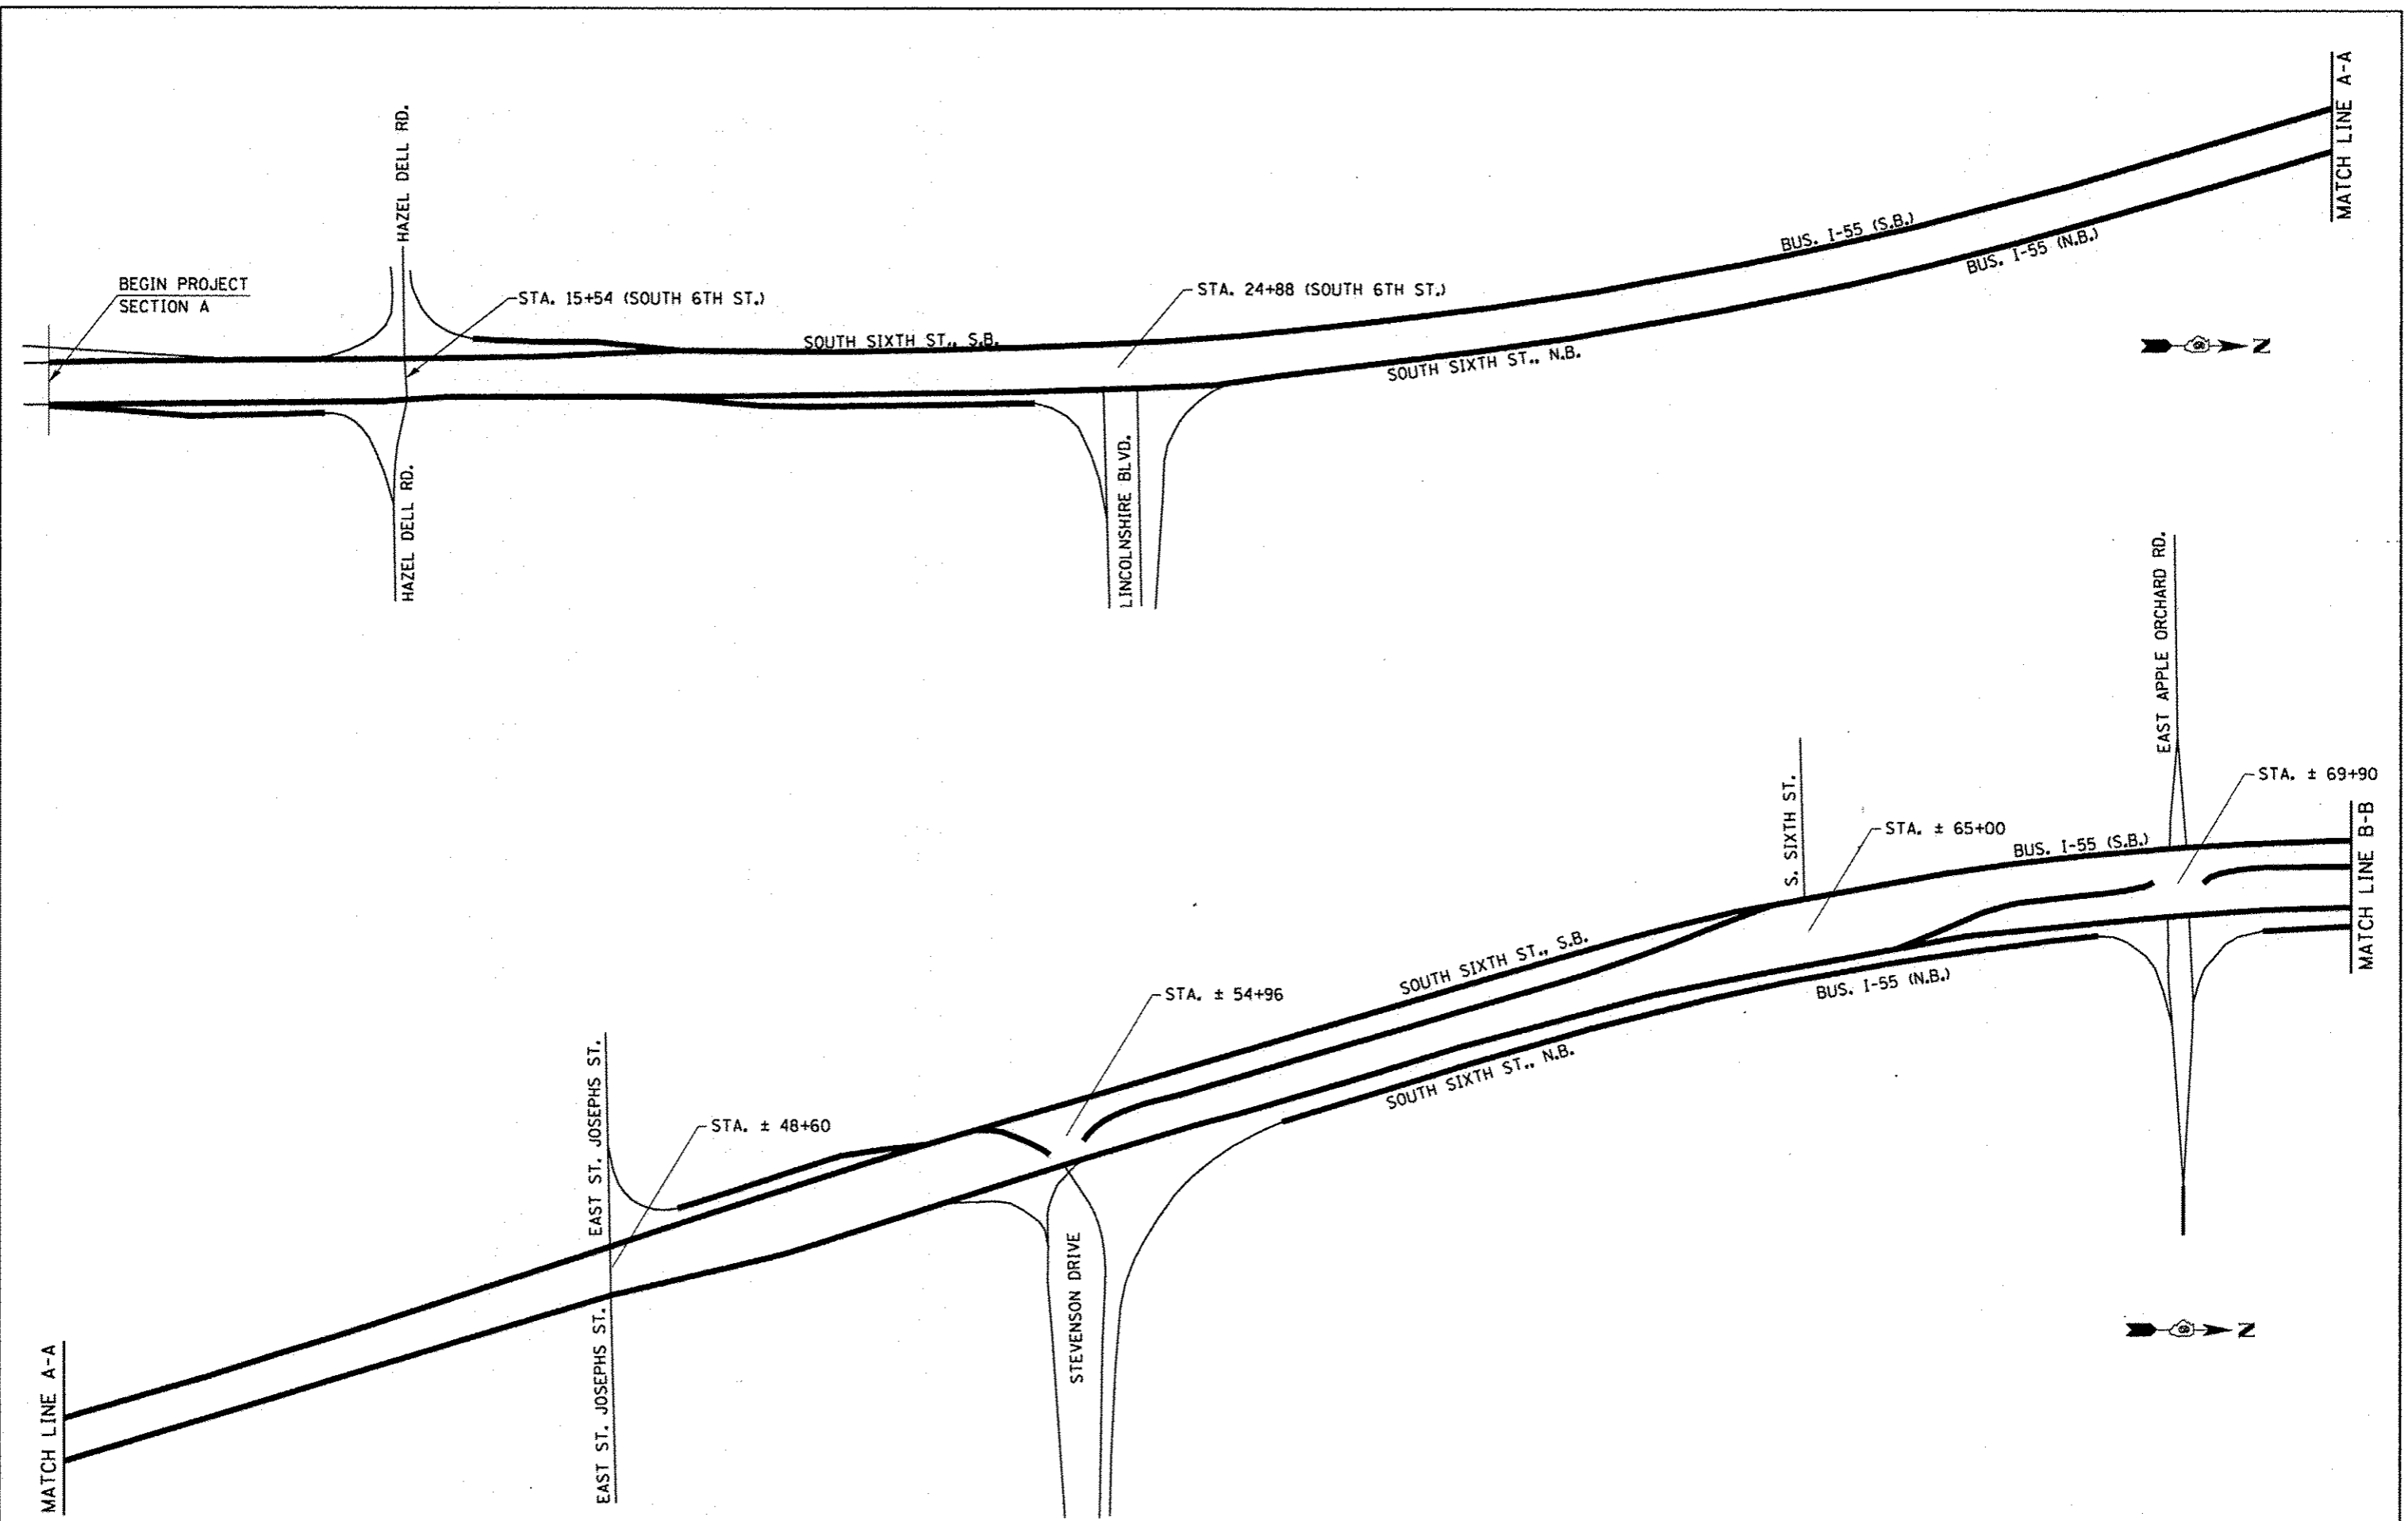 MATCH LINE A-A
HAZEL DELL RD.
BEGIN PROJECT
SECTION A
STA. 15+54 (SOUTH 6TH ST.)
STA. 24+88 (SOUTH 6TH ST.)
BUS. I-55 (S.B.)
BUS. I-55 (N.B.)
SOUTH SIXTH ST., S.B.
SOUTH SIXTH ST., N.B.
N
HAZEL DELL RD.
LINCOLNSHIRE BLVD.
EAST APPLE ORCHARD RD.
S. SIXTH ST.
STA. ± 69+90
STA. ± 65+00
BUS. I-55 (S.B.)
MATCH LINE B-B
SOUTH SIXTH ST., S.B.
BUS. I-55 (N.B.)
STA. ± 54+96
SOUTH SIXTH ST., N.B.
EAST ST. JOSEPHS ST.
STA. ± 48+60
STEVENSON DRIVE
EAST ST. JOSEPHS ST.
N
MATCH LINE A-A